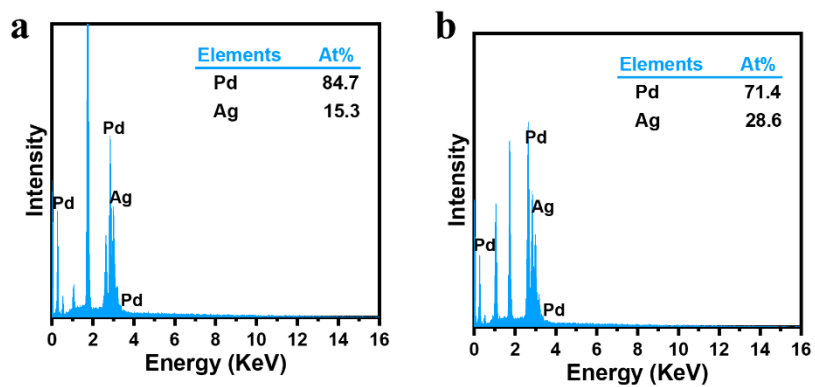 a
Elements At%
Pd 84.7
Ag 15.3
Pd
Ag
Pd
Pd
Intensity
0 2 4 6 8 10 12 14 16
Energy (KeV)
b
Elements At%
Pd 71.4
Ag 28.6
Pd
Ag
Pd
Pd
Intensity
0 2 4 6 8 10 12 14 16
Energy (KeV)